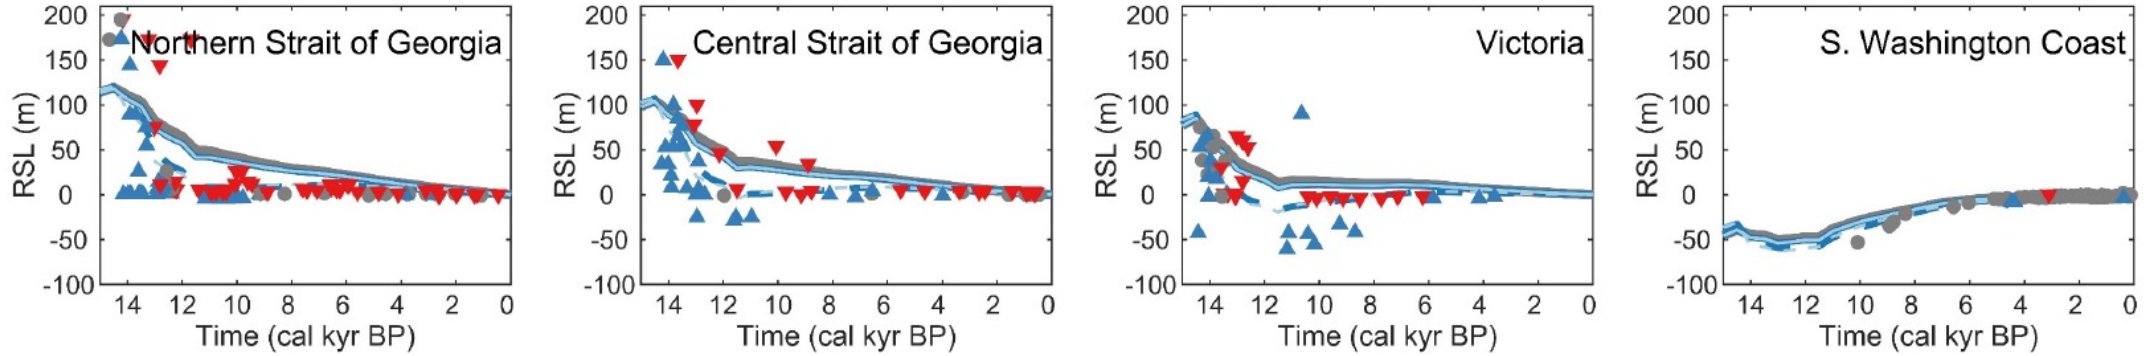 200
150
100
50
0
-50
-100
RSL (m)
Northern Strait of Georgia
14 12 10 8 6 4 2 0
Time (cal kyr BP)
200
150
100
50
0
-50
-100
RSL (m)
Central Strait of Georgia
14 12 10 8 6 4 2 0
Time (cal kyr BP)
200
150
100
50
0
-50
-100
RSL (m)
Victoria
14 12 10 8 6 4 2 0
Time (cal kyr BP)
200
150
100
50
0
-50
-100
RSL (m)
S. Washington Coast
14 12 10 8 6 4 2 0
Time (cal kyr BP)